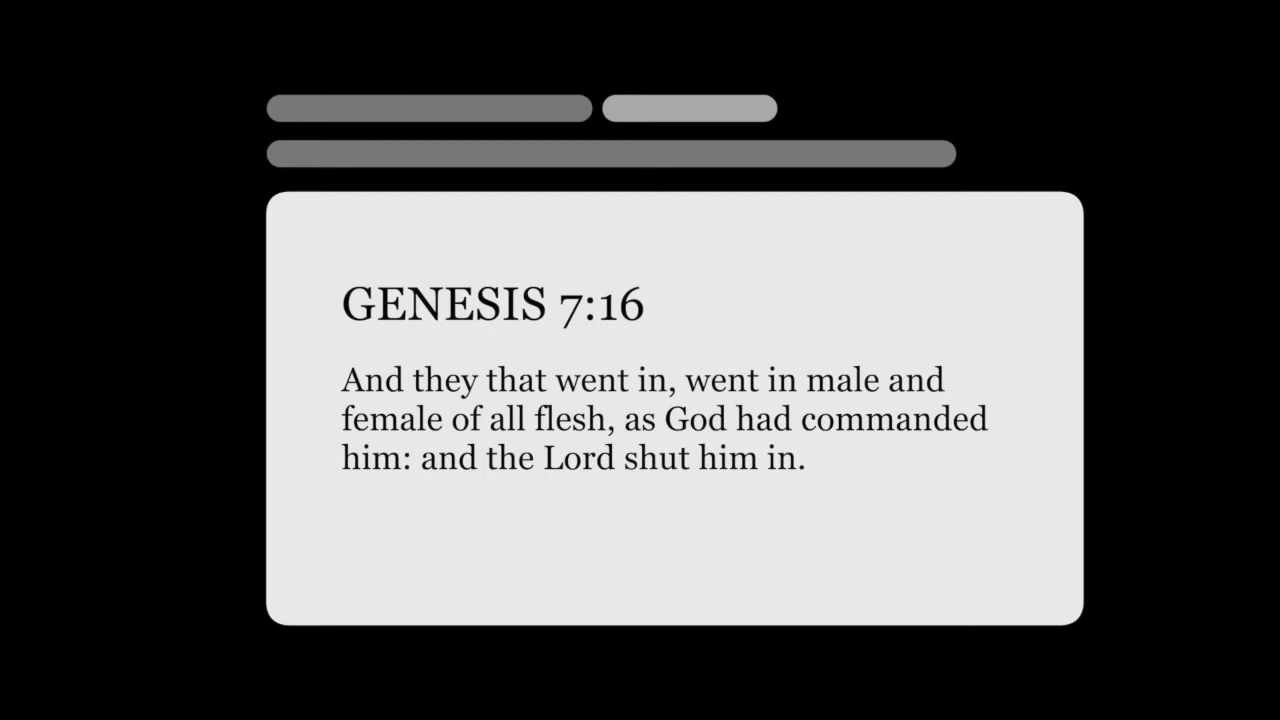 GENESIS 7:16
And they that went in, went in male and
female of all flesh, as God had commanded
him: and the Lord shut him in.